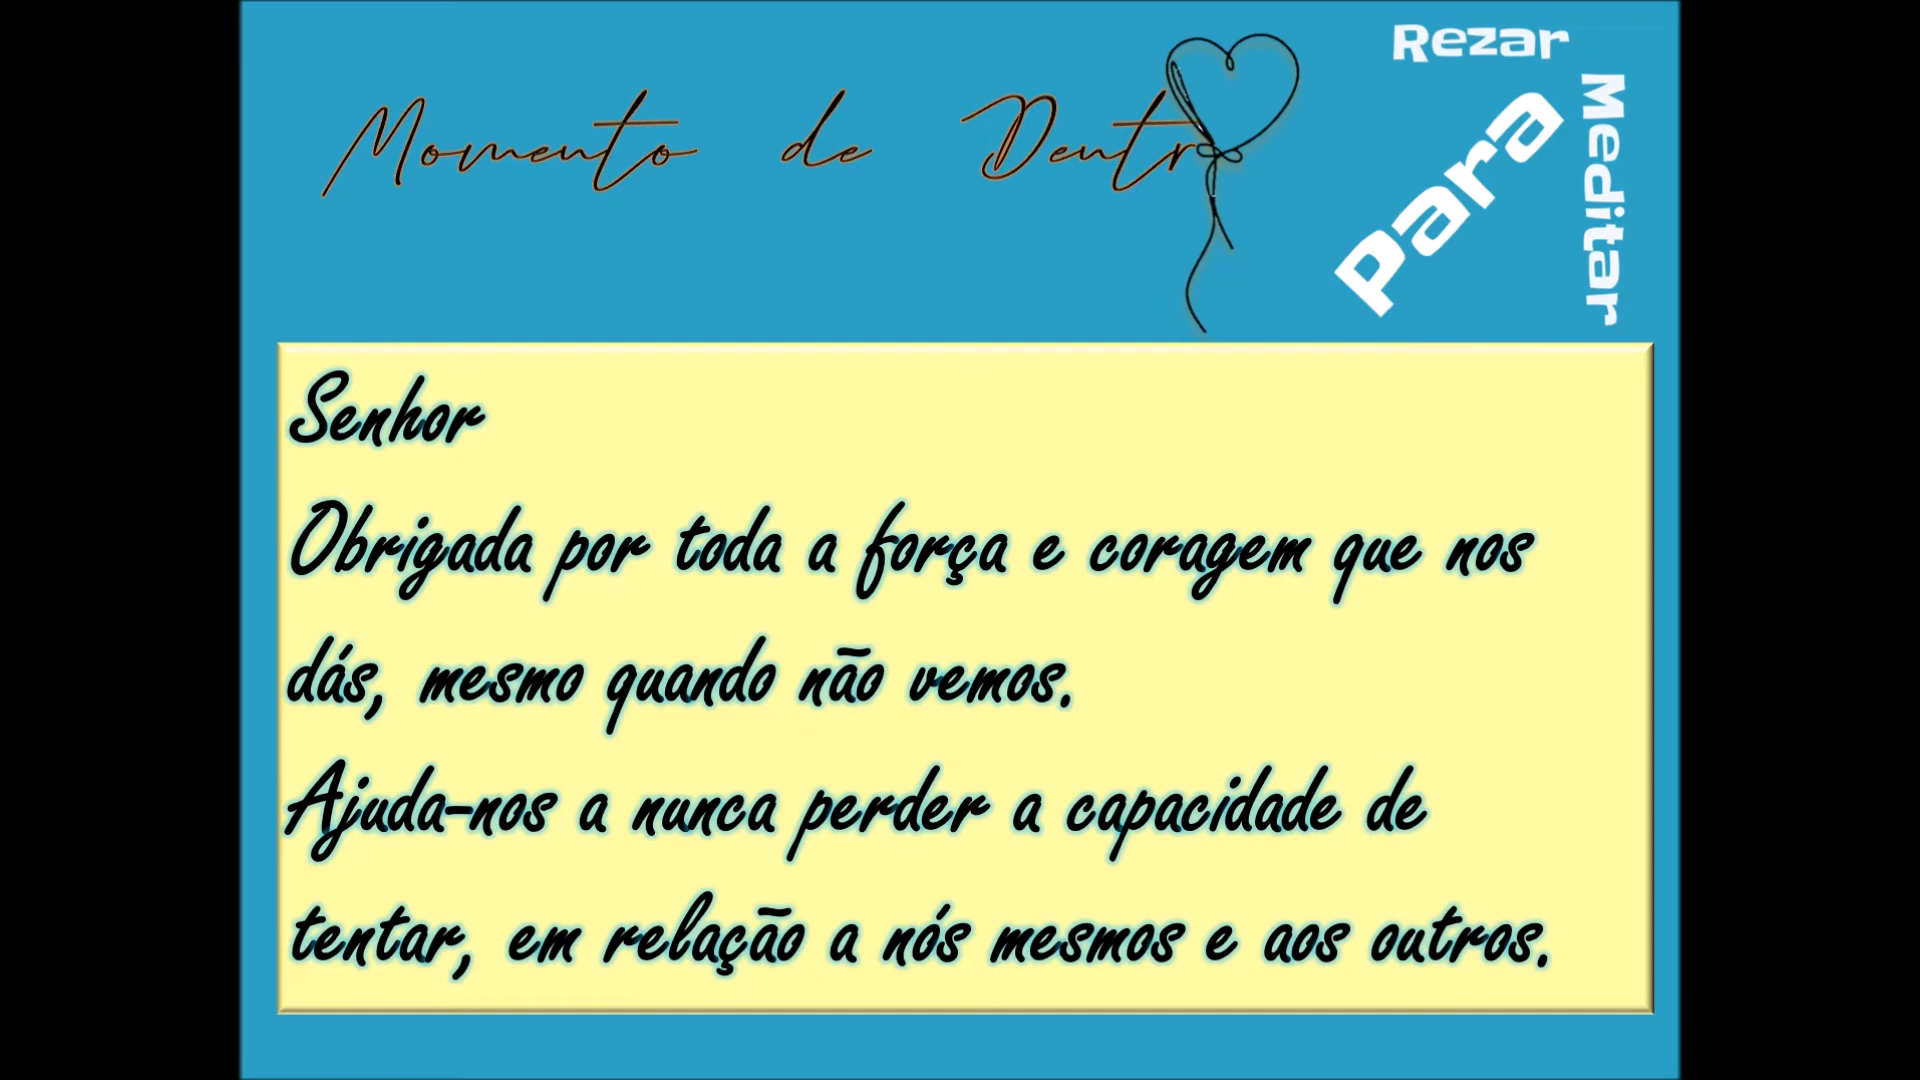 Momento de Dentr
Rezar
Para
Meditar
Senhor
Obrigada por toda a força e coragem que nos
dás, mesmo quando não vemos.
Ajuda-nos a nunca perder a capacidade de
tentar, em relação a nós mesmos e aos outros.